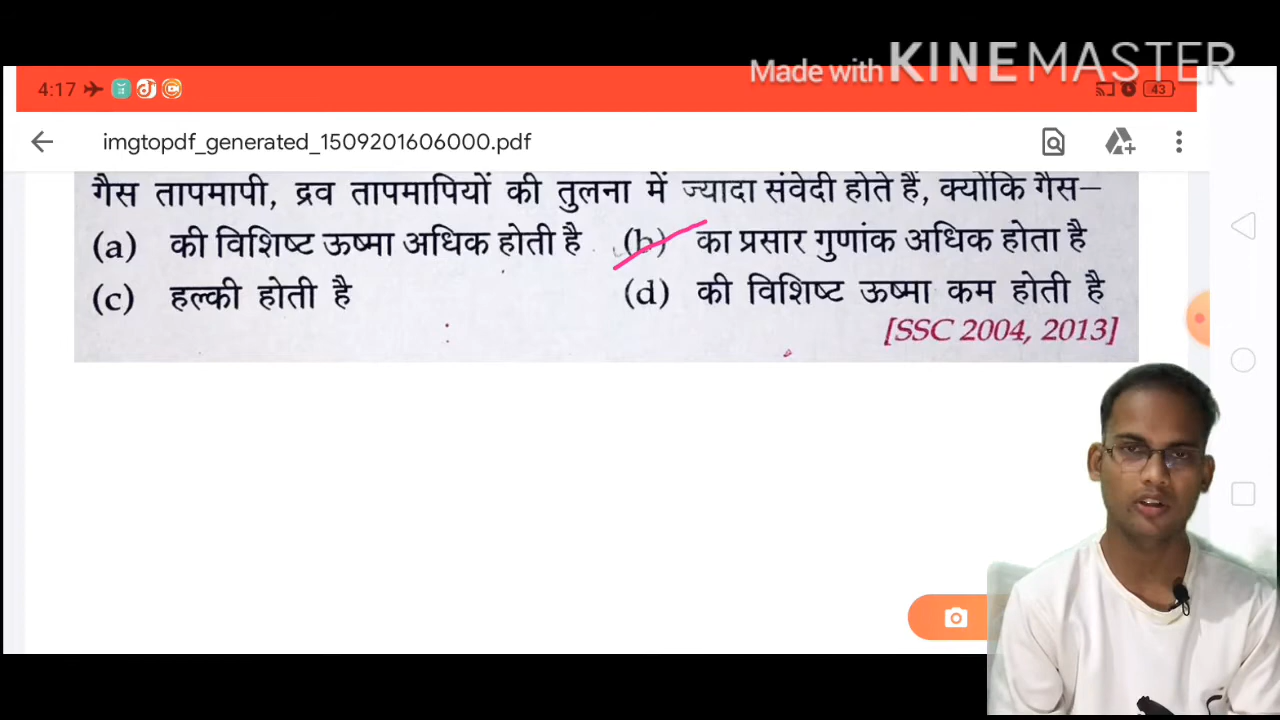 Made with KINEMASTER
4:17
43
imgtopdf_generated_1509201606000.pdf
गैस तापमापी, द्रव तापमापियों की तुलना में ज्यादा संवेदी होते हैं, क्योंकि गैस–
(a) की विशिष्ट ऊष्मा अधिक होती है (b) का प्रसार गुणांक अधिक होता है
(c) हल्की होती है (d) की विशिष्ट ऊष्मा कम होती है
[SSC 2004, 2013]